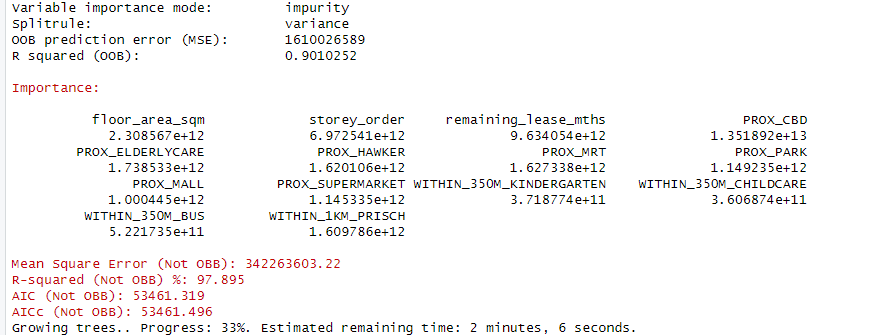 Variable importance mode: impurity
Splitrule: variance
OOB prediction error (MSE): 1610026589
R squared (OOB): 0.9010252
Importance:
floor_area_sqm storey_order remaining_lease_mths PROX_CBD
2.308567e+12 6.972541e+12 9.634054e+12 1.351892e+13
PROX_ELDERLYCARE PROX_HAWKER PROX_MRT PROX_PARK
1.738533e+12 1.620106e+12 1.627338e+12 1.149235e+12
PROX_MALL PROX_SUPERMARKET WITHIN_350M_KINDERGARTEN WITHIN_350M_CHILDCARE
1.000445e+12 1.145335e+12 3.718774e+11 3.606874e+11
WITHIN_350M_BUS WITHIN_1KM_PRISCH
5.221735e+11 1.609786e+12
Mean Square Error (Not OBB): 342263603.22
R-squared (Not OBB) %: 97.895
AIC (Not OBB): 53461.319
AICc (Not OBB): 53461.496
Growing trees.. Progress: 33%. Estimated remaining time: 2 minutes, 6 seconds.